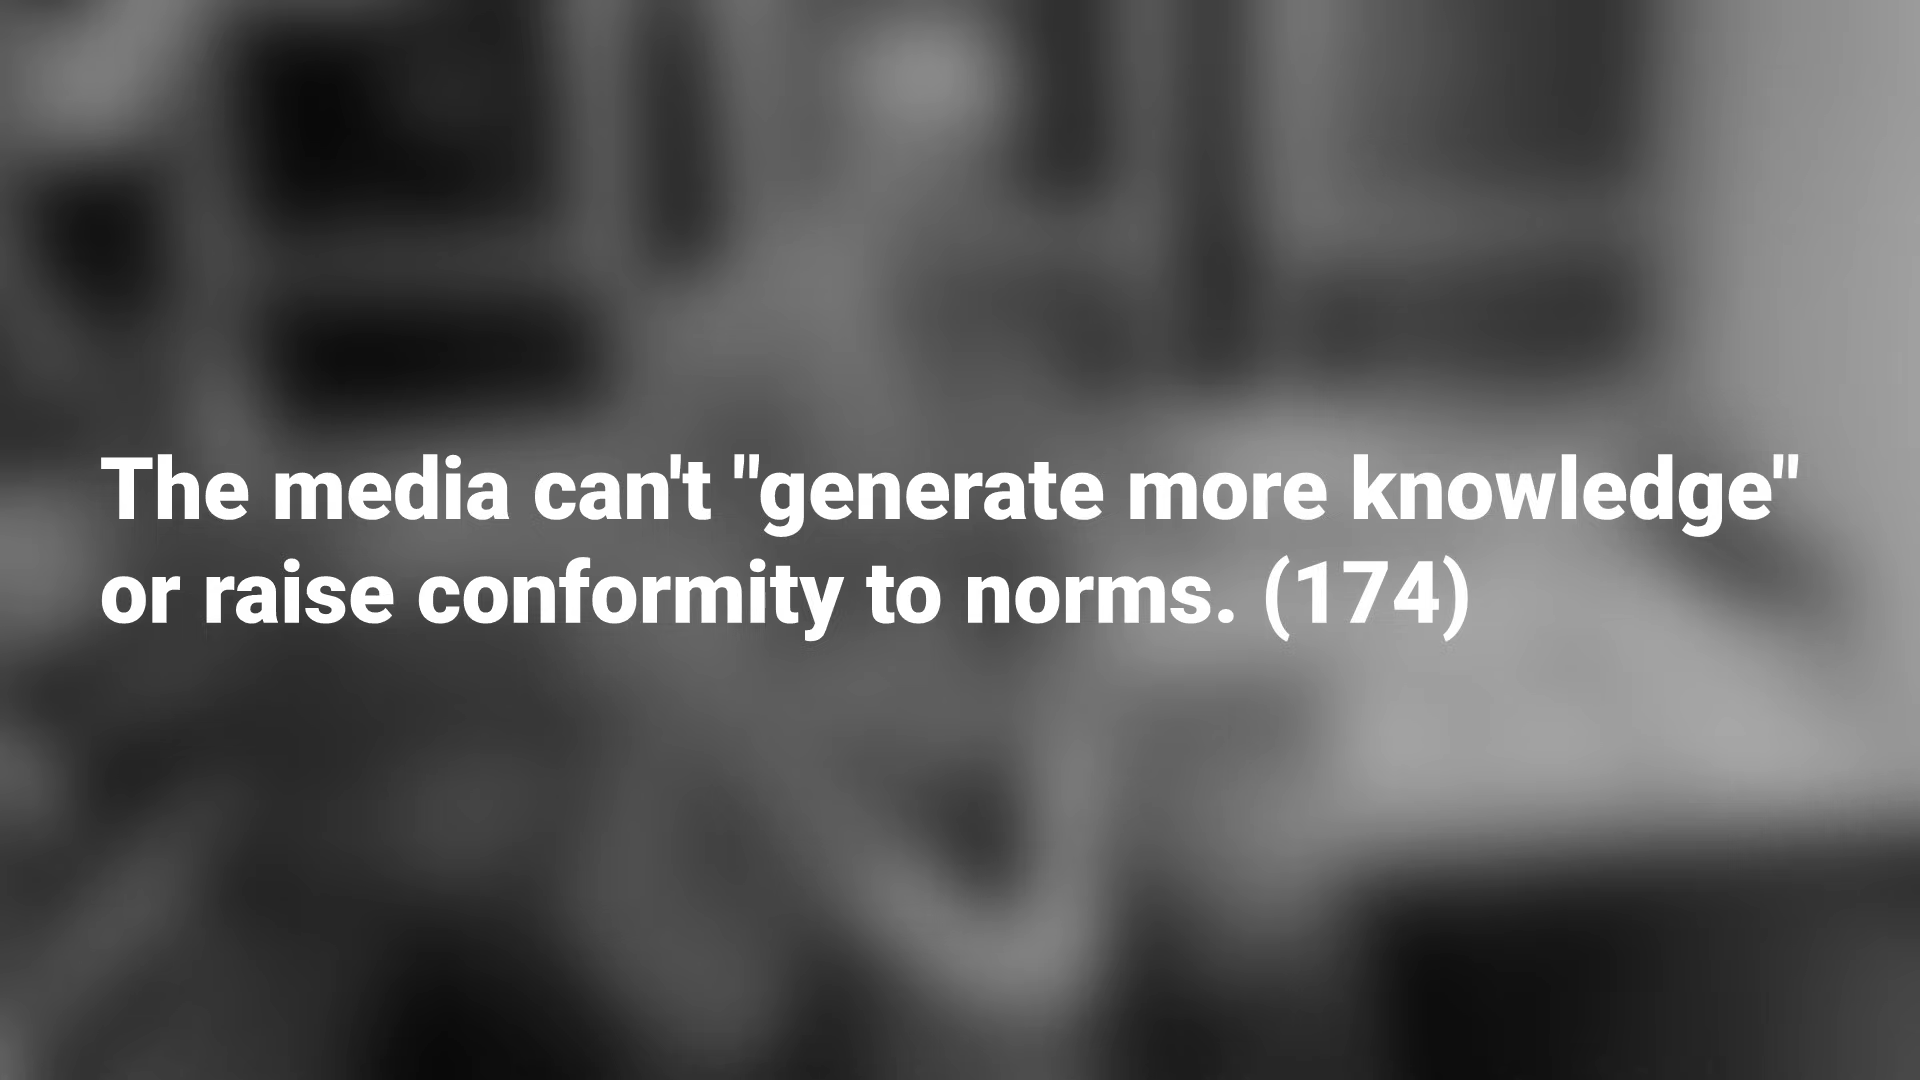 The media can't "generate more knowledge"
or raise conformity to norms. (174)